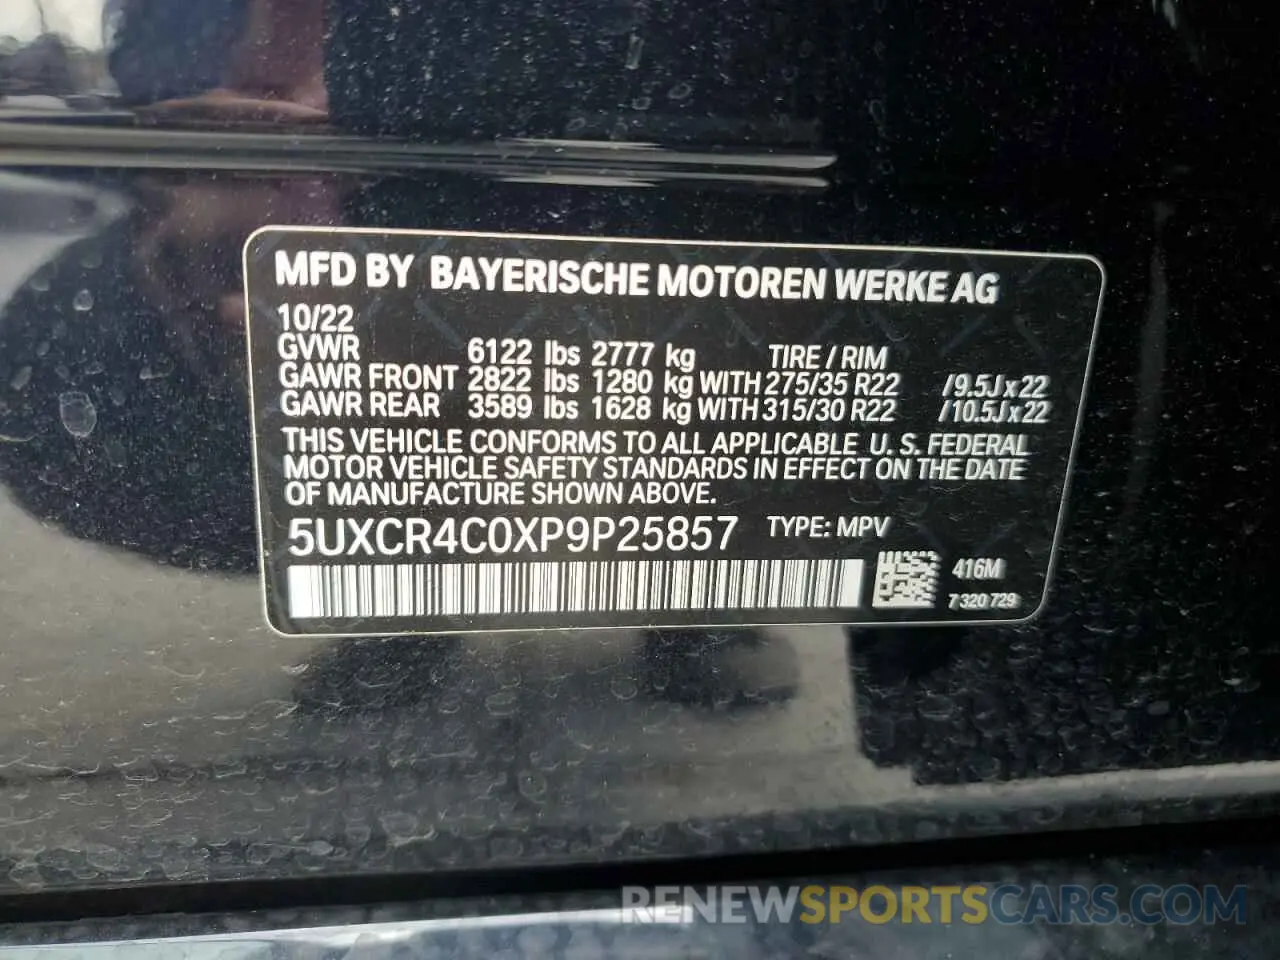 MFD BY BAYERISCHE MOTOREN WERKE AG
10/22
GVWR 6122 lbs 2777 kg TIRE / RIM
GAWR FRONT 2822 lbs 1280 kg WITH 275/35 R22 /9.5J x 22
GAWR REAR 3589 lbs 1628 kg WITH 315/30 R22 /10.5J x 22
THIS VEHICLE CONFORMS TO ALL APPLICABLE U. S. FEDERAL
MOTOR VEHICLE SAFETY STANDARDS IN EFFECT ON THE DATE
OF MANUFACTURE SHOWN ABOVE.
5UXCR4C0XP9P25857 TYPE: MPV
416M
7 320 729
RENEWSPORTSCARS.COM